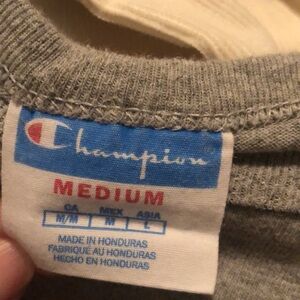 Champion
MEDIUM
CA MEX ASIA
M/M M L
MADE IN HONDURAS
FABRIQUÉ AU HONDURAS
HECHO EN HONDURAS